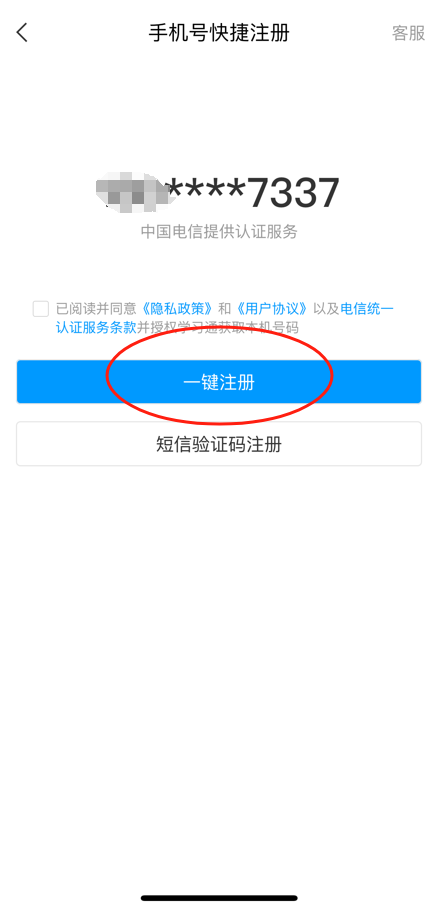 手机号快捷注册
客服
****7337
中国电信提供认证服务
已阅读并同意《隐私政策》和《用户协议》以及电信统一
认证服务条款并授权学习通获取本机号码
一键注册
短信验证码注册